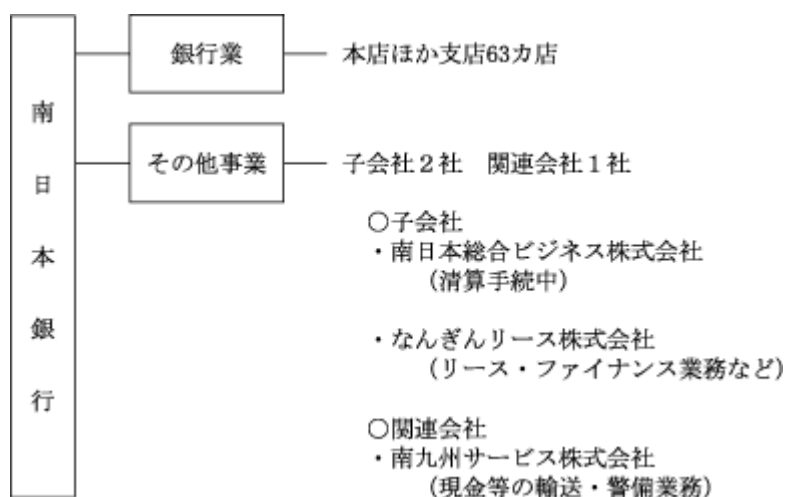 南日本銀行
銀行業
本店ほか支店63カ店
その他事業
子会社2社　関連会社1社
○子会社
・南日本総合ビジネス株式会社
(清算手続中)
・なんぎんリース株式会社
(リース・ファイナンス業務など)
○関連会社
・南九州サービス株式会社
(現金等の輸送・警備業務)